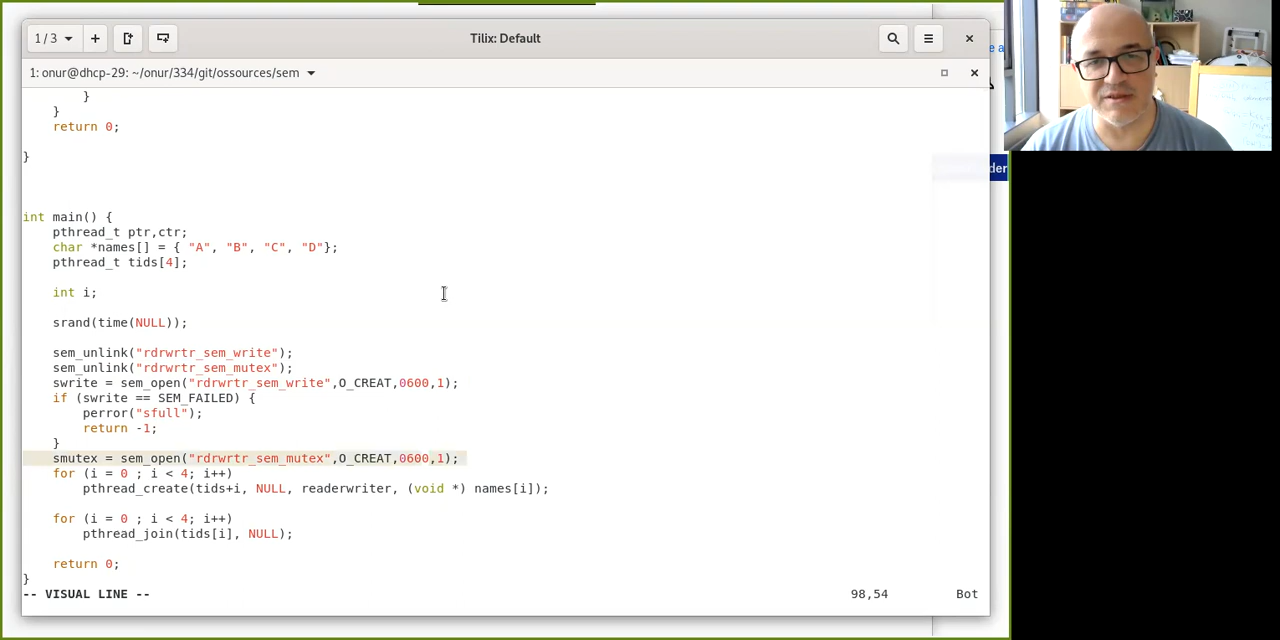 1 / 3
Tilix: Default
1: onur@dhcp-29: ~/onur/334/git/ossources/sem
}
}
return 0;
}
int main() {
pthread_t ptr,ctr;
char *names[] = { "A", "B", "C", "D"};
pthread_t tids[4];
int i;
srand(time(NULL));
sem_unlink("rdrwrtr_sem_write");
sem_unlink("rdrwrtr_sem_mutex");
swrite = sem_open("rdrwrtr_sem_write",O_CREAT,0600,1);
if (swrite == SEM_FAILED) {
perror("sfull");
return -1;
}
smutex = sem_open("rdrwrtr_sem_mutex",O_CREAT,0600,1);
for (i = 0 ; i < 4; i++)
pthread_create(tids+i, NULL, readerwriter, (void *) names[i]);
for (i = 0 ; i < 4; i++)
pthread_join(tids[i], NULL);
return 0;
}
-- VISUAL LINE -- 98,54 Bot